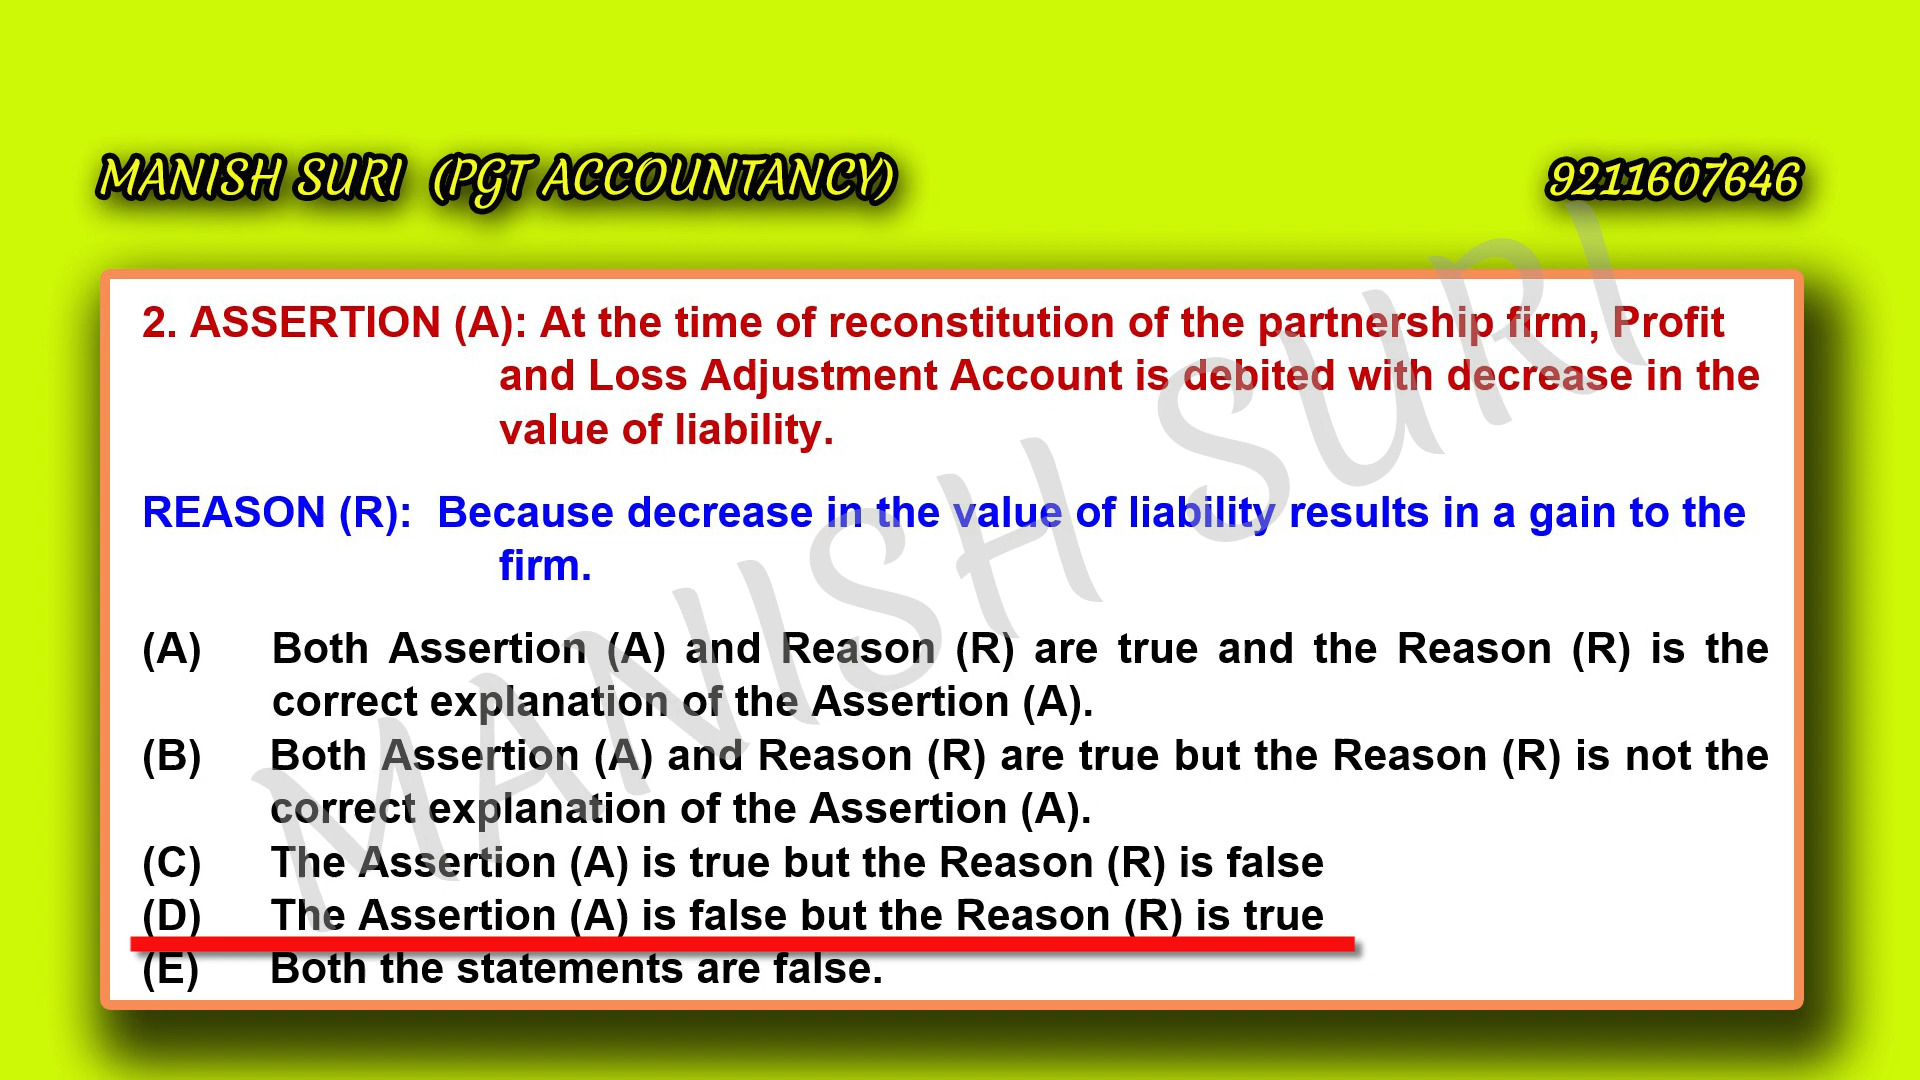 MANISH SURI (PGT ACCOUNTANCY) 9211607646
2. ASSERTION (A): At the time of reconstitution of the partnership firm, Profit
and Loss Adjustment Account is debited with decrease in the
value of liability.
REASON (R): Because decrease in the value of liability results in a gain to the
firm.
(A) Both Assertion (A) and Reason (R) are true and the Reason (R) is the
correct explanation of the Assertion (A).
(B) Both Assertion (A) and Reason (R) are true but the Reason (R) is not the
correct explanation of the Assertion (A).
(C) The Assertion (A) is true but the Reason (R) is false
(D) The Assertion (A) is false but the Reason (R) is true
(E) Both the statements are false.
MANISH SURI